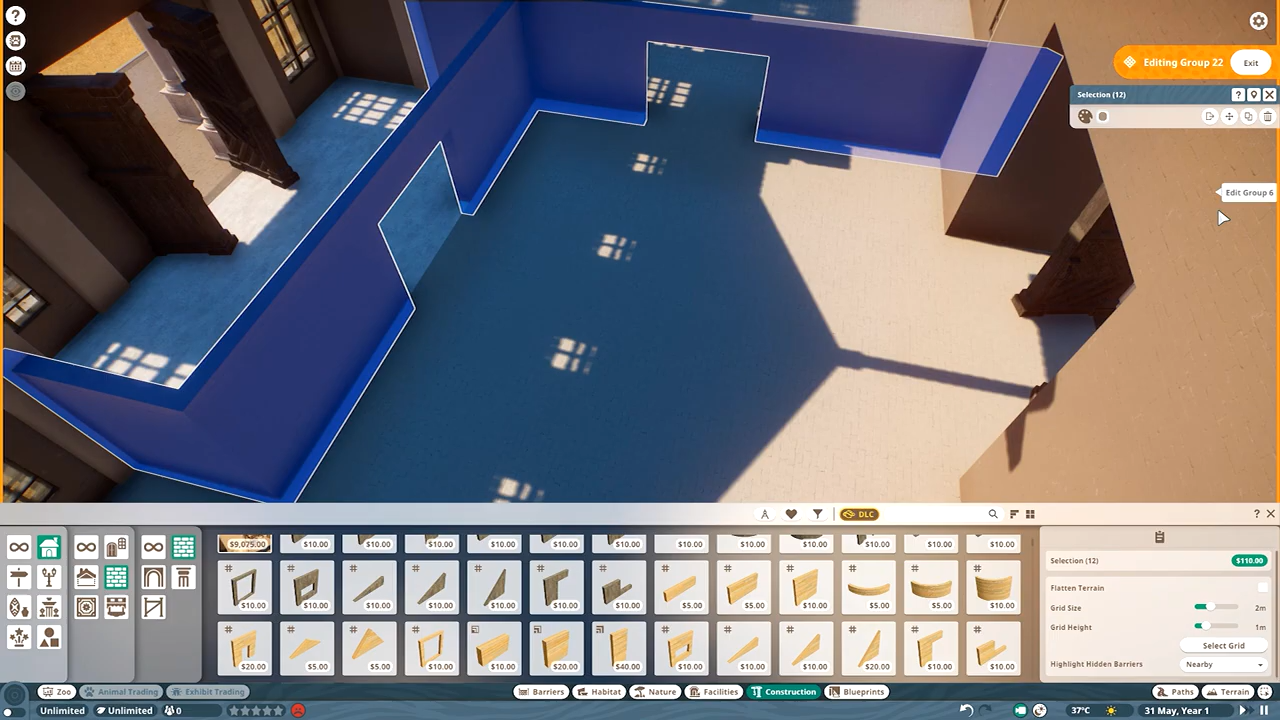 Editing Group 22
Exit
Selection (12)
Edit Group 6
DLC
$9,075.00 $10.00 $10.00 $10.00 $10.00 $10.00 $10.00 $10.00 $10.00 $10.00 $10.00 $10.00 $10.00
$10.00 $10.00 $10.00 $10.00 $10.00 $10.00 $10.00 $5.00 $5.00 $10.00 $5.00 $5.00 $10.00
$20.00 $5.00 $5.00 $10.00 $10.00 $20.00 $40.00 $10.00 $10.00 $10.00 $20.00 $10.00 $10.00
Selection (12) $110.00
Flatten Terrain
Grid Size 2m
Grid Height 1m
Select Grid
Highlight Hidden Barriers Nearby
Zoo Animal Trading Exhibit Trading Barriers Habitat Nature Facilities Construction Blueprints Paths Terrain
Unlimited Unlimited 0 37°C 31 May, Year 1